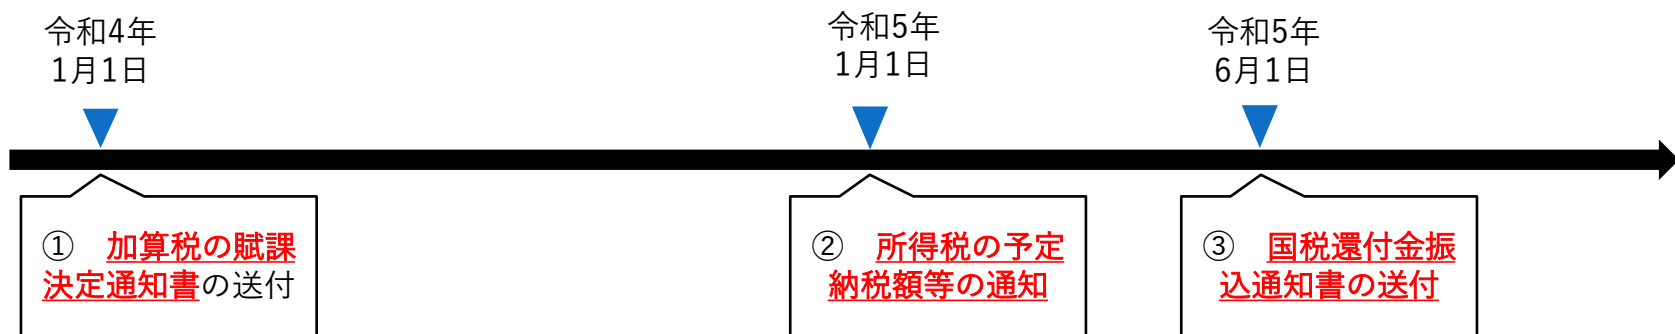 令和4年
1月1日
令和5年
1月1日
令和5年
6月1日
① 加算税の賦課
決定通知書の送付
② 所得税の予定
納税額等の通知
③ 国税還付金振
込通知書の送付